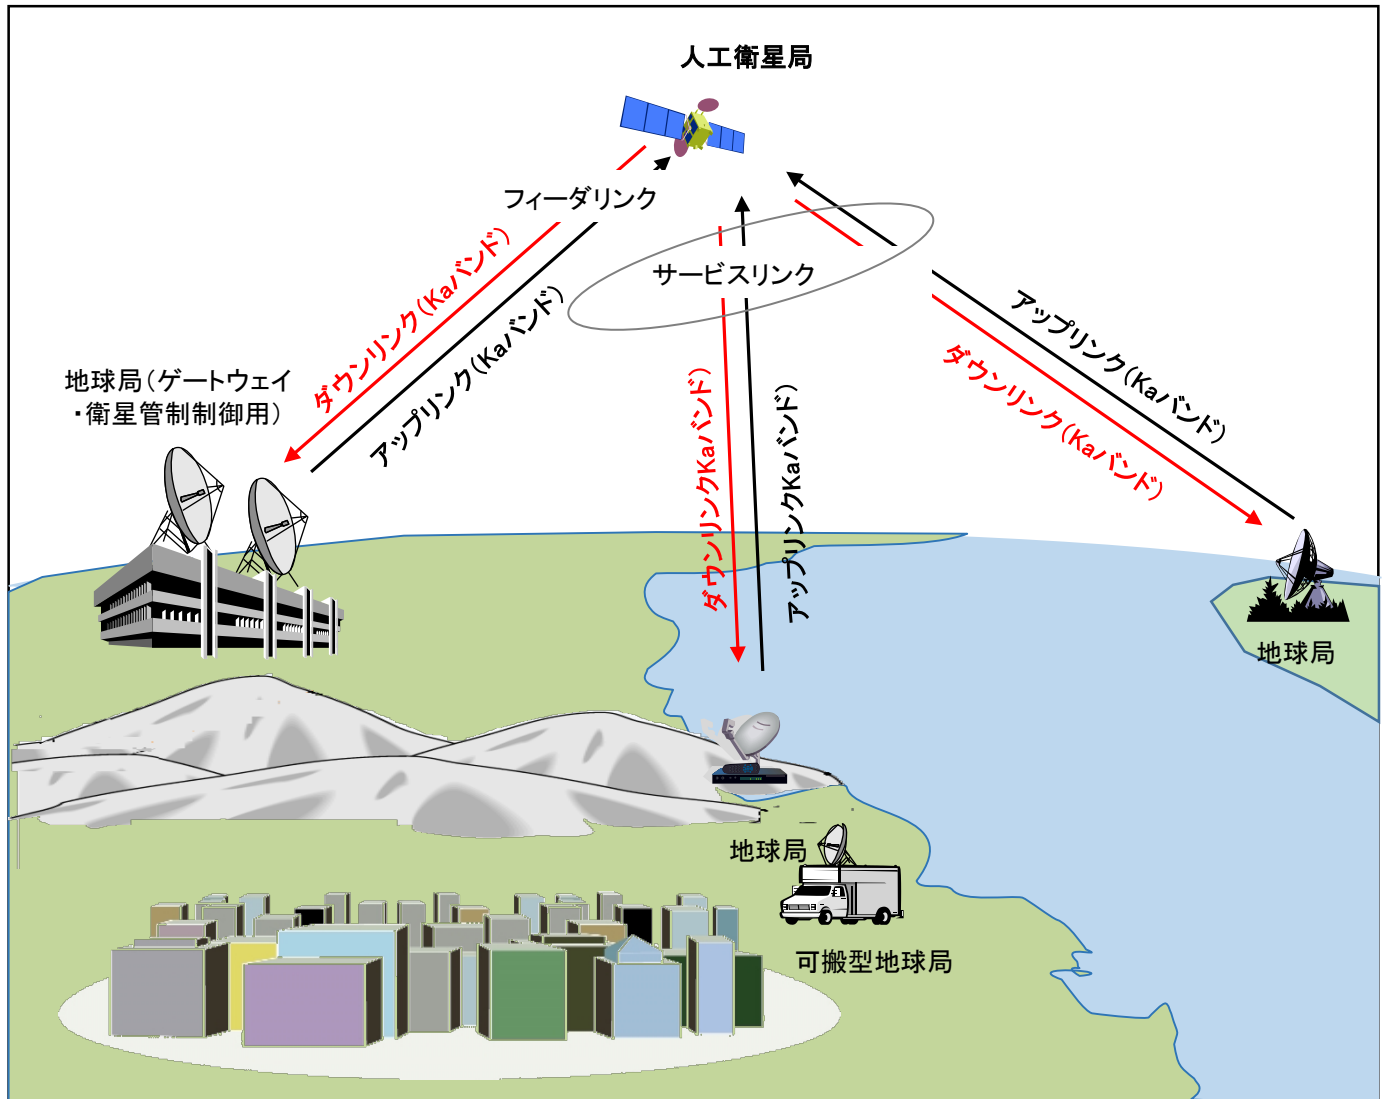 人工衛星局
フィーダリンク
サービスリンク
ダウンリンク(Kaバンド)
アップリンク(Kaバンド)
ダウンリンクKaバンド)
アップリンクKaバンド)
アップリンク(Kaバンド)
ダウンリンク(Kaバンド)
地球局(ゲートウェイ
・衛星管制制御用)
地球局
地球局
可搬型地球局